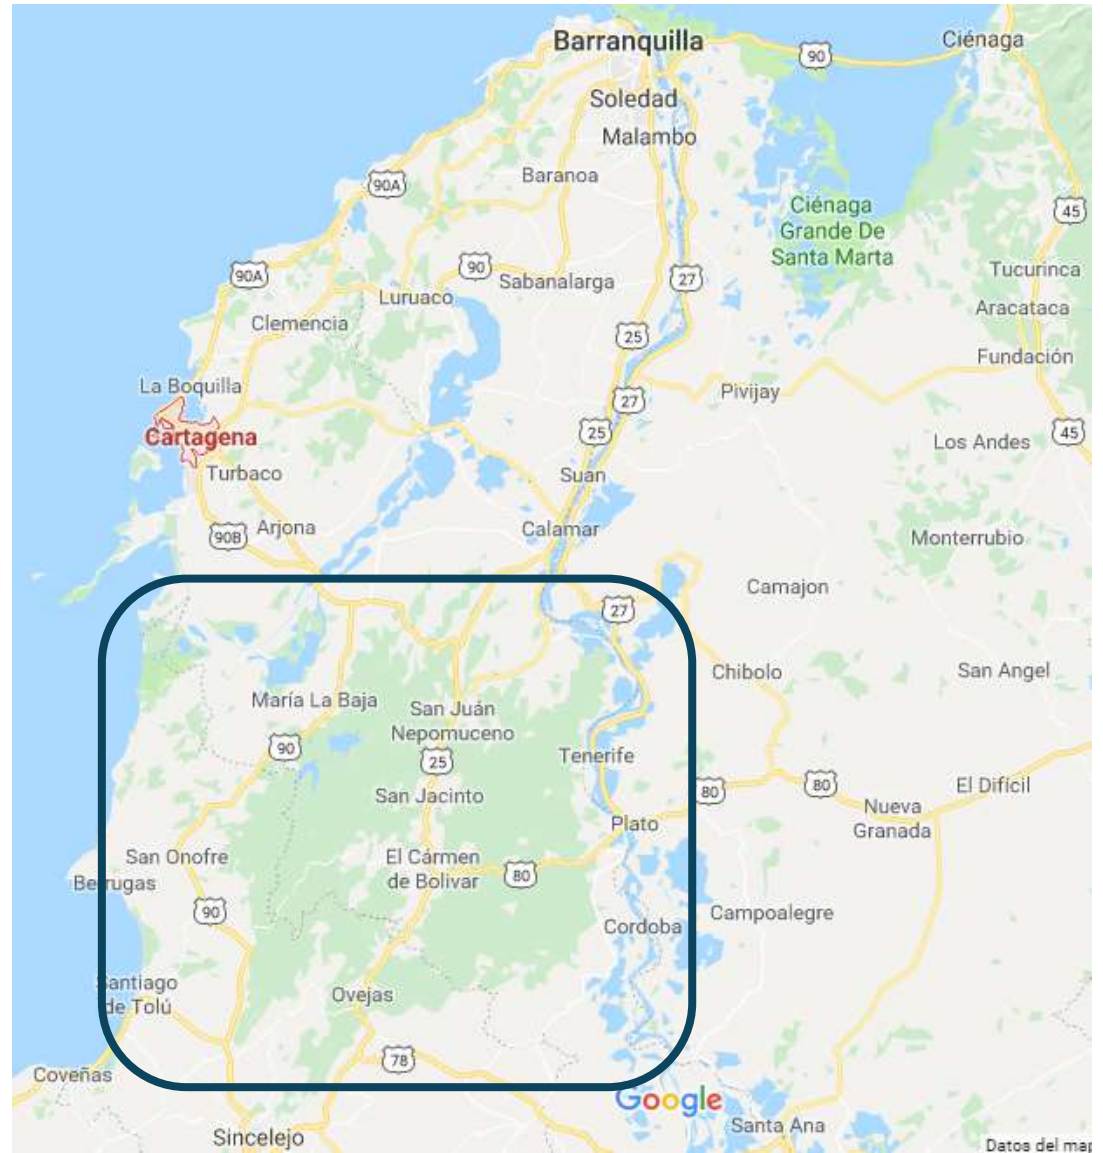 Barranquilla
90
Ciénaga
Soledad
Malambo
Baranoa
90A
Ciénaga
Grande De
Santa Marta
45
90A
90
Sabanalarga
27
Tucurinca
Luruaco
Clemencia
Aracataca
25
Fundación
La Boquilla
27
Pivijay
Cartagena
25
45
Los Andes
Turbaco
Suan
90B
Arjona
Calamar
Monterrubio
Camajon
27
Chibolo
San Angel
María La Baja
San Juán
Nepomuceno
90
25
Tenerife
San Jacinto
80
80
El Difícil
Nueva
Granada
Plato
San Onofre
El Cármen
de Bolivar
80
Berrugas
90
Cordoba
Campoalegre
Santiago
de Tolú
Ovejas
78
Coveñas
Google
Santa Ana
Sincelejo
Datos del map